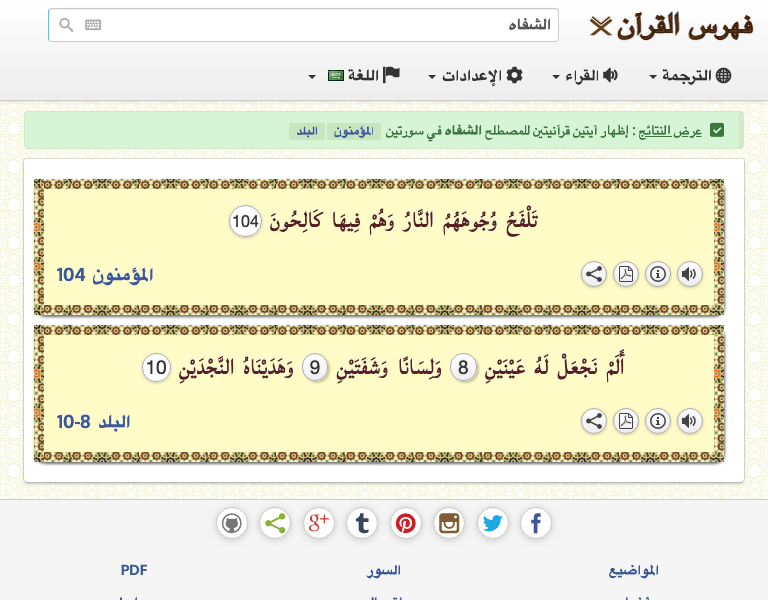 فهرس القرآن
الشفاه
الترجمة
القراء
الإعدادات
اللغة
عرض النتائج : إظهار آيتين قرآنيتين للمصطلح الشفاه في سورتين المؤمنون البلد
تَلْفَحُ وُجُوهَهُمُ النَّارُ وَهُمْ فِيهَا كَالِحُونَ 104
المؤمنون 104
أَلَمْ نَجْعَلْ لَهُ عَيْنَيْنِ 8 وَلِسَانًا وَشَفَتَيْنِ 9 وَهَدَيْنَاهُ النَّجْدَيْنِ 10
البلد 8-10
المواضيع
السور
PDF